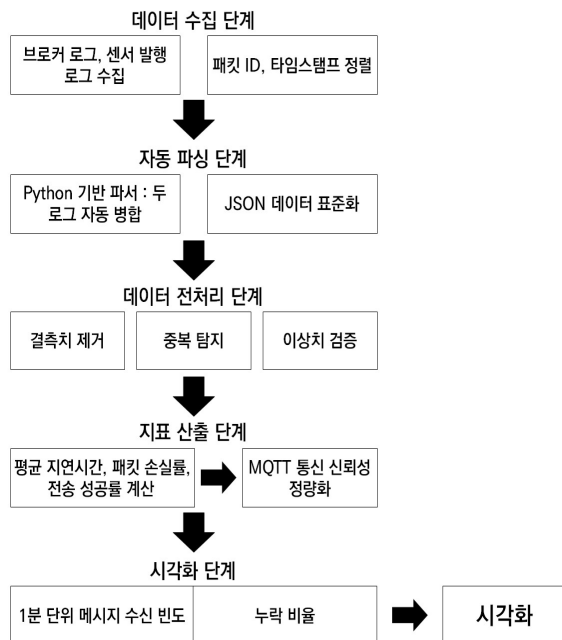 데이터 수집 단계
브로커 로그, 센서 발행
로그 수집
패킷 ID, 타임스탬프 정렬
자동 파싱 단계
Python 기반 파서 : 두
로그 자동 병합
JSON 데이터 표준화
데이터 전처리 단계
결측치 제거
중복 탐지
이상치 검증
지표 산출 단계
평균 지연시간, 패킷 손실률,
전송 성공률 계산
MQTT 통신 신뢰성
정량화
시각화 단계
1분 단위 메시지 수신 빈도
누락 비율
시각화